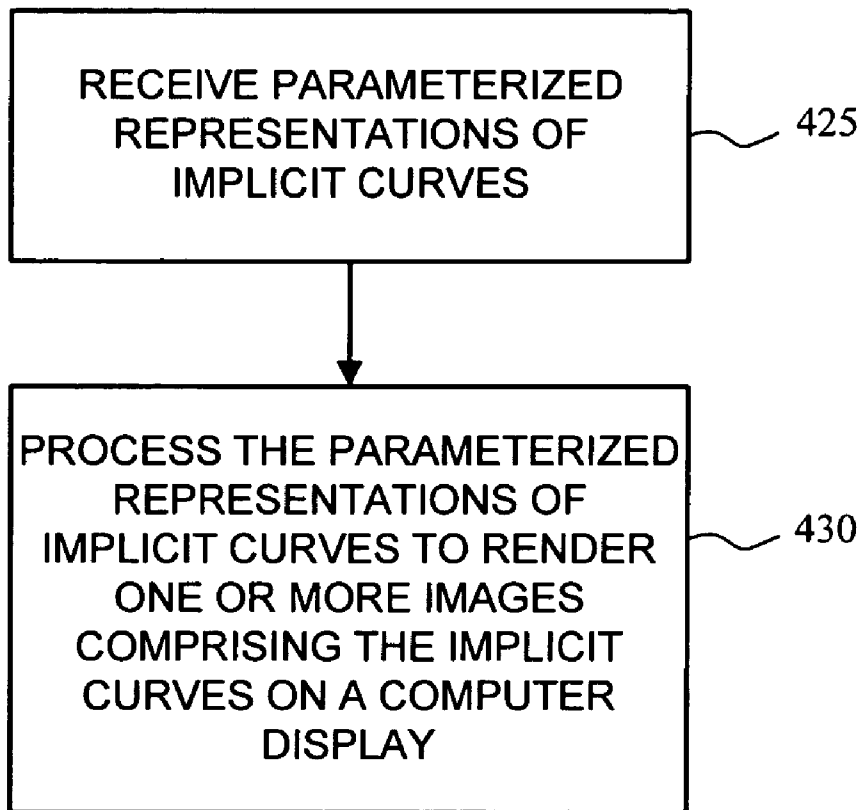 RECEIVE PARAMETERIZED
REPRESENTATIONS OF
IMPLICIT CURVES
425
PROCESS THE PARAMETERIZED
REPRESENTATIONS OF
IMPLICIT CURVES TO RENDER
ONE OR MORE IMAGES
COMPRISING THE IMPLICIT
CURVES ON A COMPUTER
DISPLAY
430